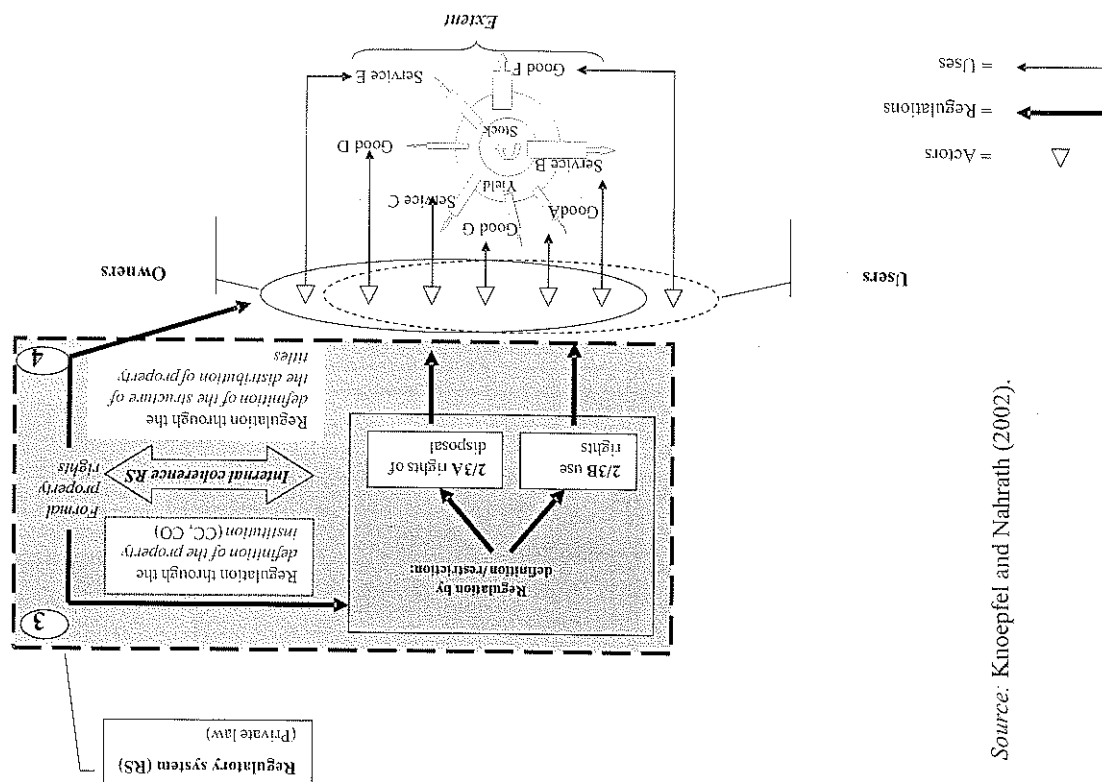 Regulatory system (RS)
(Private law)
3
Regulation through the
definition of the property
institution (CC, CO)
Formal
property
rights
Internal coherence RS
Regulation through the
definition of the structure of
the distribution of property
titles
4
Regulation by
definition/restriction:
2/3A rights of
disposal
2/3B use
rights
Owners
Users
Good G
Good A
Service C
Service B
Yield
Good D
Stock
Service E
Good F
Extent
= Actors
= Regulations
= Uses
Source: Knoepfel and Nahrath (2002).